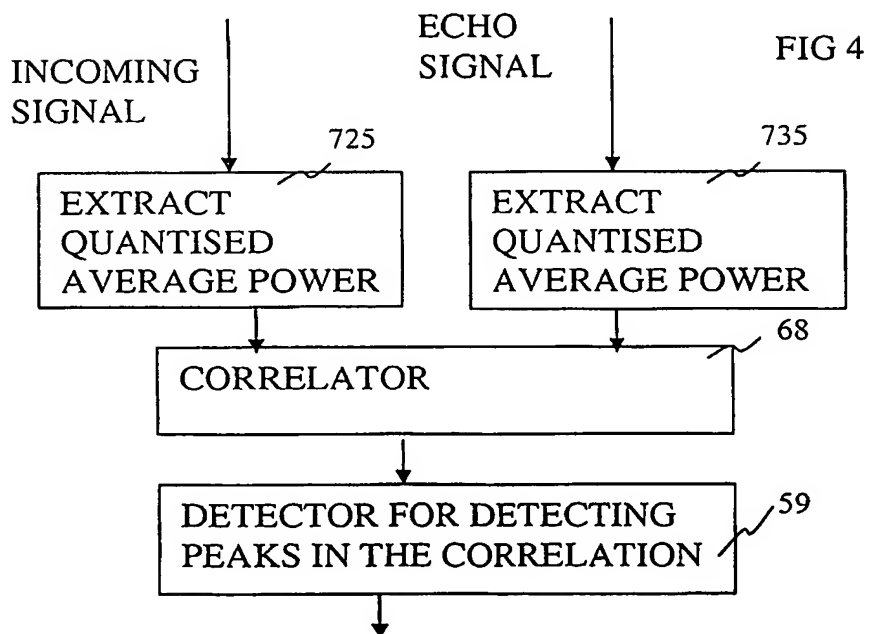 INCOMING
SIGNAL
ECHO
SIGNAL
FIG 4
725
EXTRACT
QUANTISED
AVERAGE POWER
735
EXTRACT
QUANTISED
AVERAGE POWER
68
CORRELATOR
59
DETECTOR FOR DETECTING
PEAKS IN THE CORRELATION